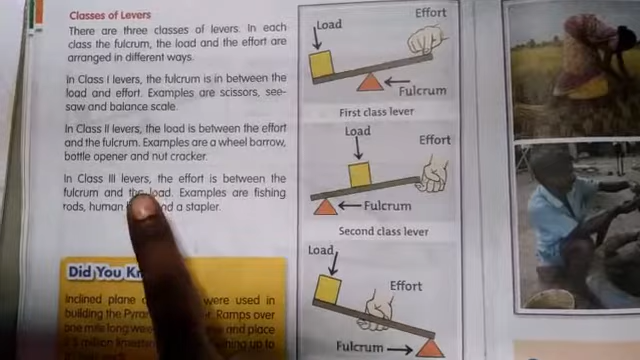 Classes of Levers
There are three classes of levers. In each
class the fulcrum, the load and the effort are
arranged in different ways.
In Class I levers, the fulcrum is in between the
load and effort. Examples are scissors, see-
saw and balance scale.
In Class II levers, the load is between the effort
and the fulcrum. Examples are a wheel barrow,
bottle opener and nut cracker.
In Class III levers, the effort is between the
fulcrum and the load. Examples are fishing
rods, human and a stapler.
Did You
Inclined plane were used in
building the Ramps over
one mile long and place
million
up to
Load
Effort
Fulcrum
First class lever
Load
Effort
Fulcrum
Second class lever
Load
Effort
Fulcrum